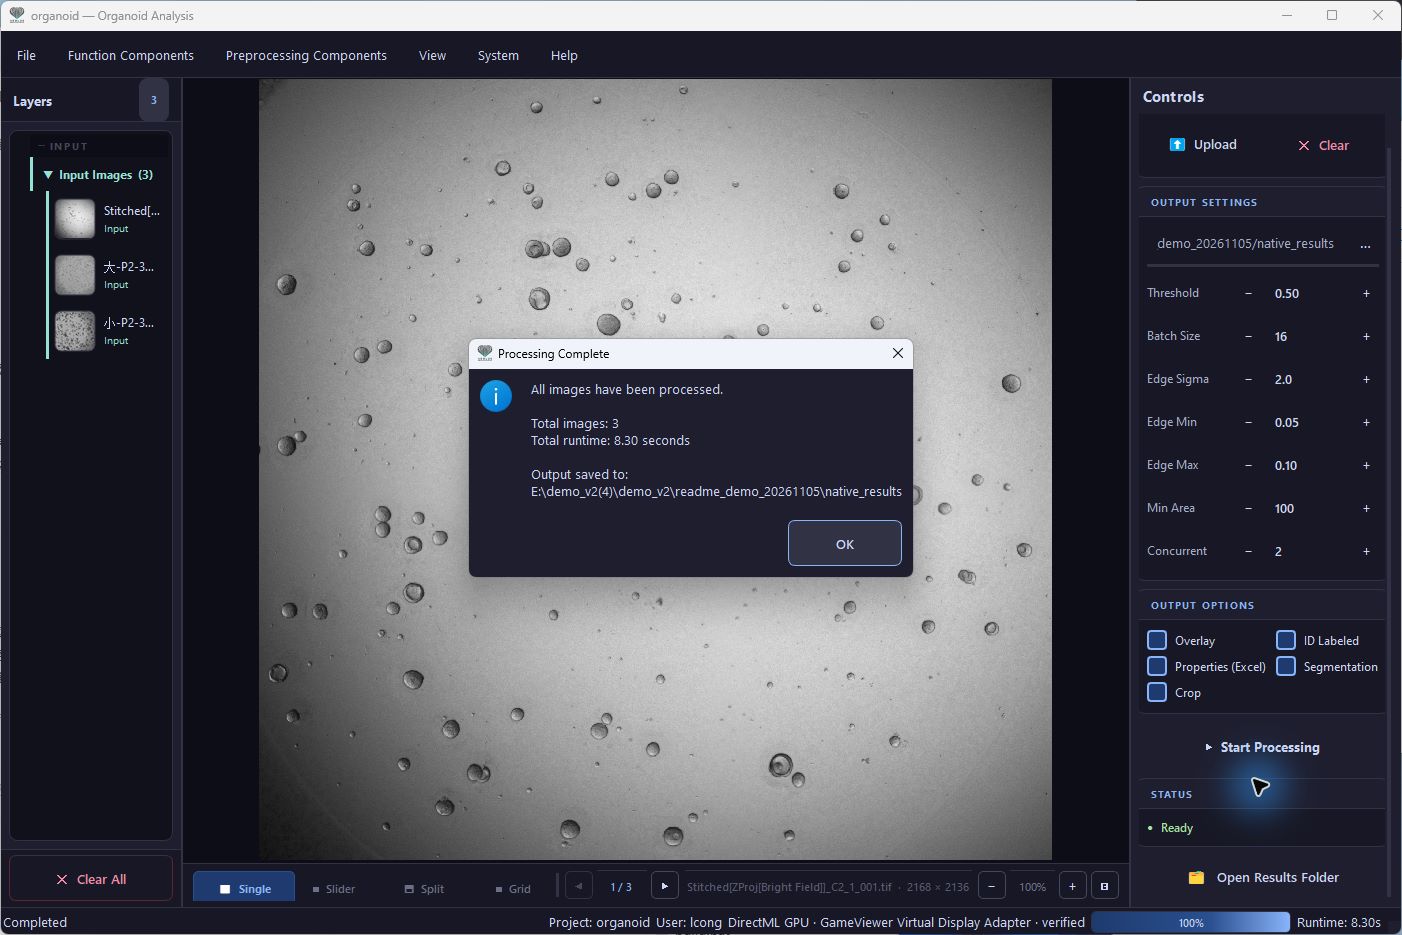 organoid — Organoid Analysis
File Function Components Preprocessing Components View System Help
Layers 3
INPUT
Input Images (3)
Stitched[...
Input
大-P2-3...
Input
小-P2-3...
Input
Clear All
Processing Complete
All images have been processed.
Total images: 3
Total runtime: 8.30 seconds
Output saved to:
E:\demo_v2(4)\demo_v2\readme_demo_20261105\native_results
OK
Single Slider Split Grid 1 / 3 Stitched[ZProj[Bright Field]]_C2_1_001.tif · 2168 × 2136 − 100% +
Controls
Upload Clear
OUTPUT SETTINGS
demo_20261105/native_results ...
Threshold − 0.50 +
Batch Size − 16 +
Edge Sigma − 2.0 +
Edge Min − 0.05 +
Edge Max − 0.10 +
Min Area − 100 +
Concurrent − 2 +
OUTPUT OPTIONS
Overlay ID Labeled
Properties (Excel) Segmentation
Crop
Start Processing
STATUS
• Ready
Open Results Folder
Completed Project: organoid User: lcong DirectML GPU · GameViewer Virtual Display Adapter · verified 100% Runtime: 8.30s